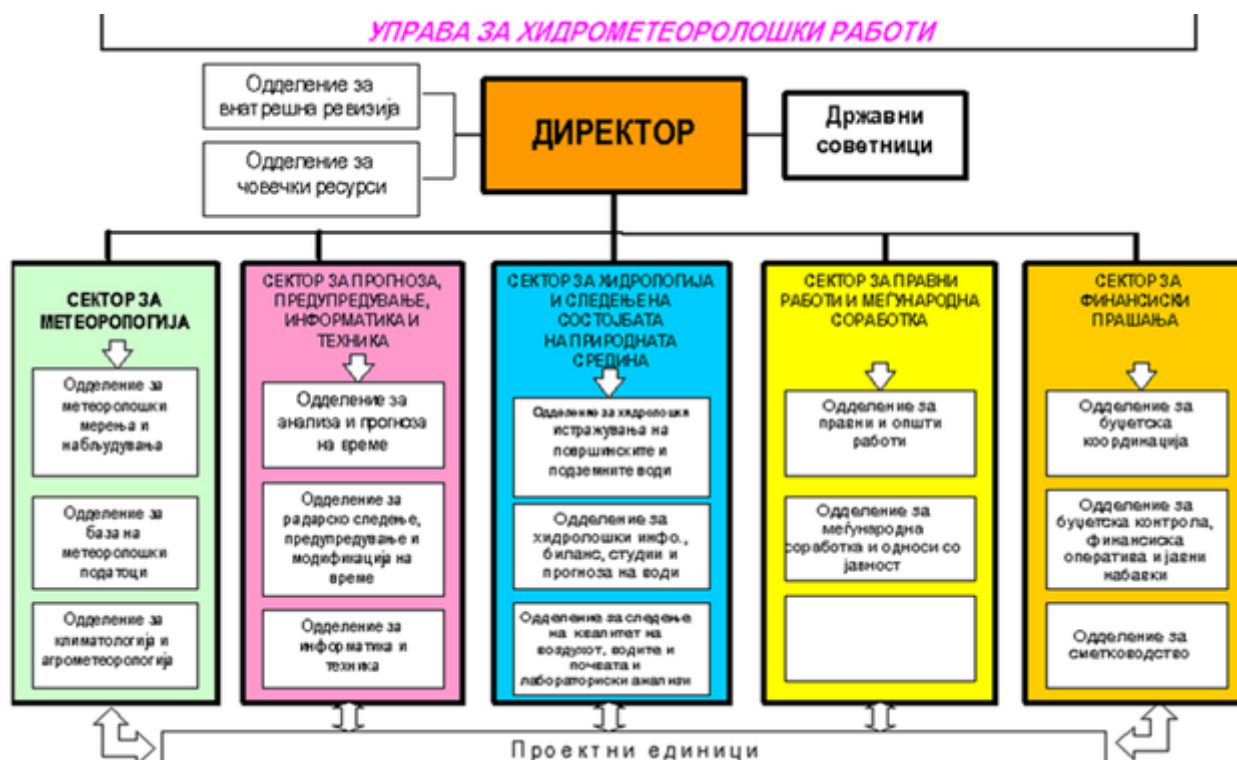 УПРАВА ЗА ХИДРОМЕТЕОРОЛОШКИ РАБОТИ
Одделение за
внатрешна ревизија
Одделение за
човечки ресурси
ДИРЕКТОР
Државни
советници
СЕКТОР ЗА
МЕТЕОРОЛОГИЈА
Одделение за
метеоролошки
мерења и
набљудувања
Одделение за
база на
метеоролошки
податоци
Одделение за
климатологија и
агрометеорологија
СЕКТОР ЗА ПРОГНОЗА,
ПРЕДУПРЕДУВАЊЕ,
ИНФОРМАТИКА И
ТЕХНИКА
Одделение за
анализа и прогноза
на време
Одделение за
радарско следење,
предупредување и
модификација на
време
Одделение за
информатика и
техника
СЕКТОР ЗА ХИДРОЛОГИЈА
И СЛЕДЕЊЕ НА
СОСТОЈБАТА
НА ПРИРОДНАТА
СРЕДИНА
Одделение за хидролошки
истражувања на
површинските и
подземните води
Одделение за
хидролошки инфо.,
биланс, студии и
прогноза на води
Одделение за следење
на квалитет на
воздухот, водите и
почвата и
лабораториски анализи
СЕКТОР ЗА ПРАВНИ
РАБОТИ И МЕЃУНАРОДНА
СОРАБОТКА
Одделение за
правни и општи
работи
Одделение за
меѓународна
соработка и односи со
јавност
СЕКТОР ЗА
ФИНАНСИСКИ
ПРАШАЊА
Одделение за
буџетска
координација
Одделение за
буџетска контрола,
финансиска
оператива и јавни
набавки
Одделение за
сметководство
Проектни единици